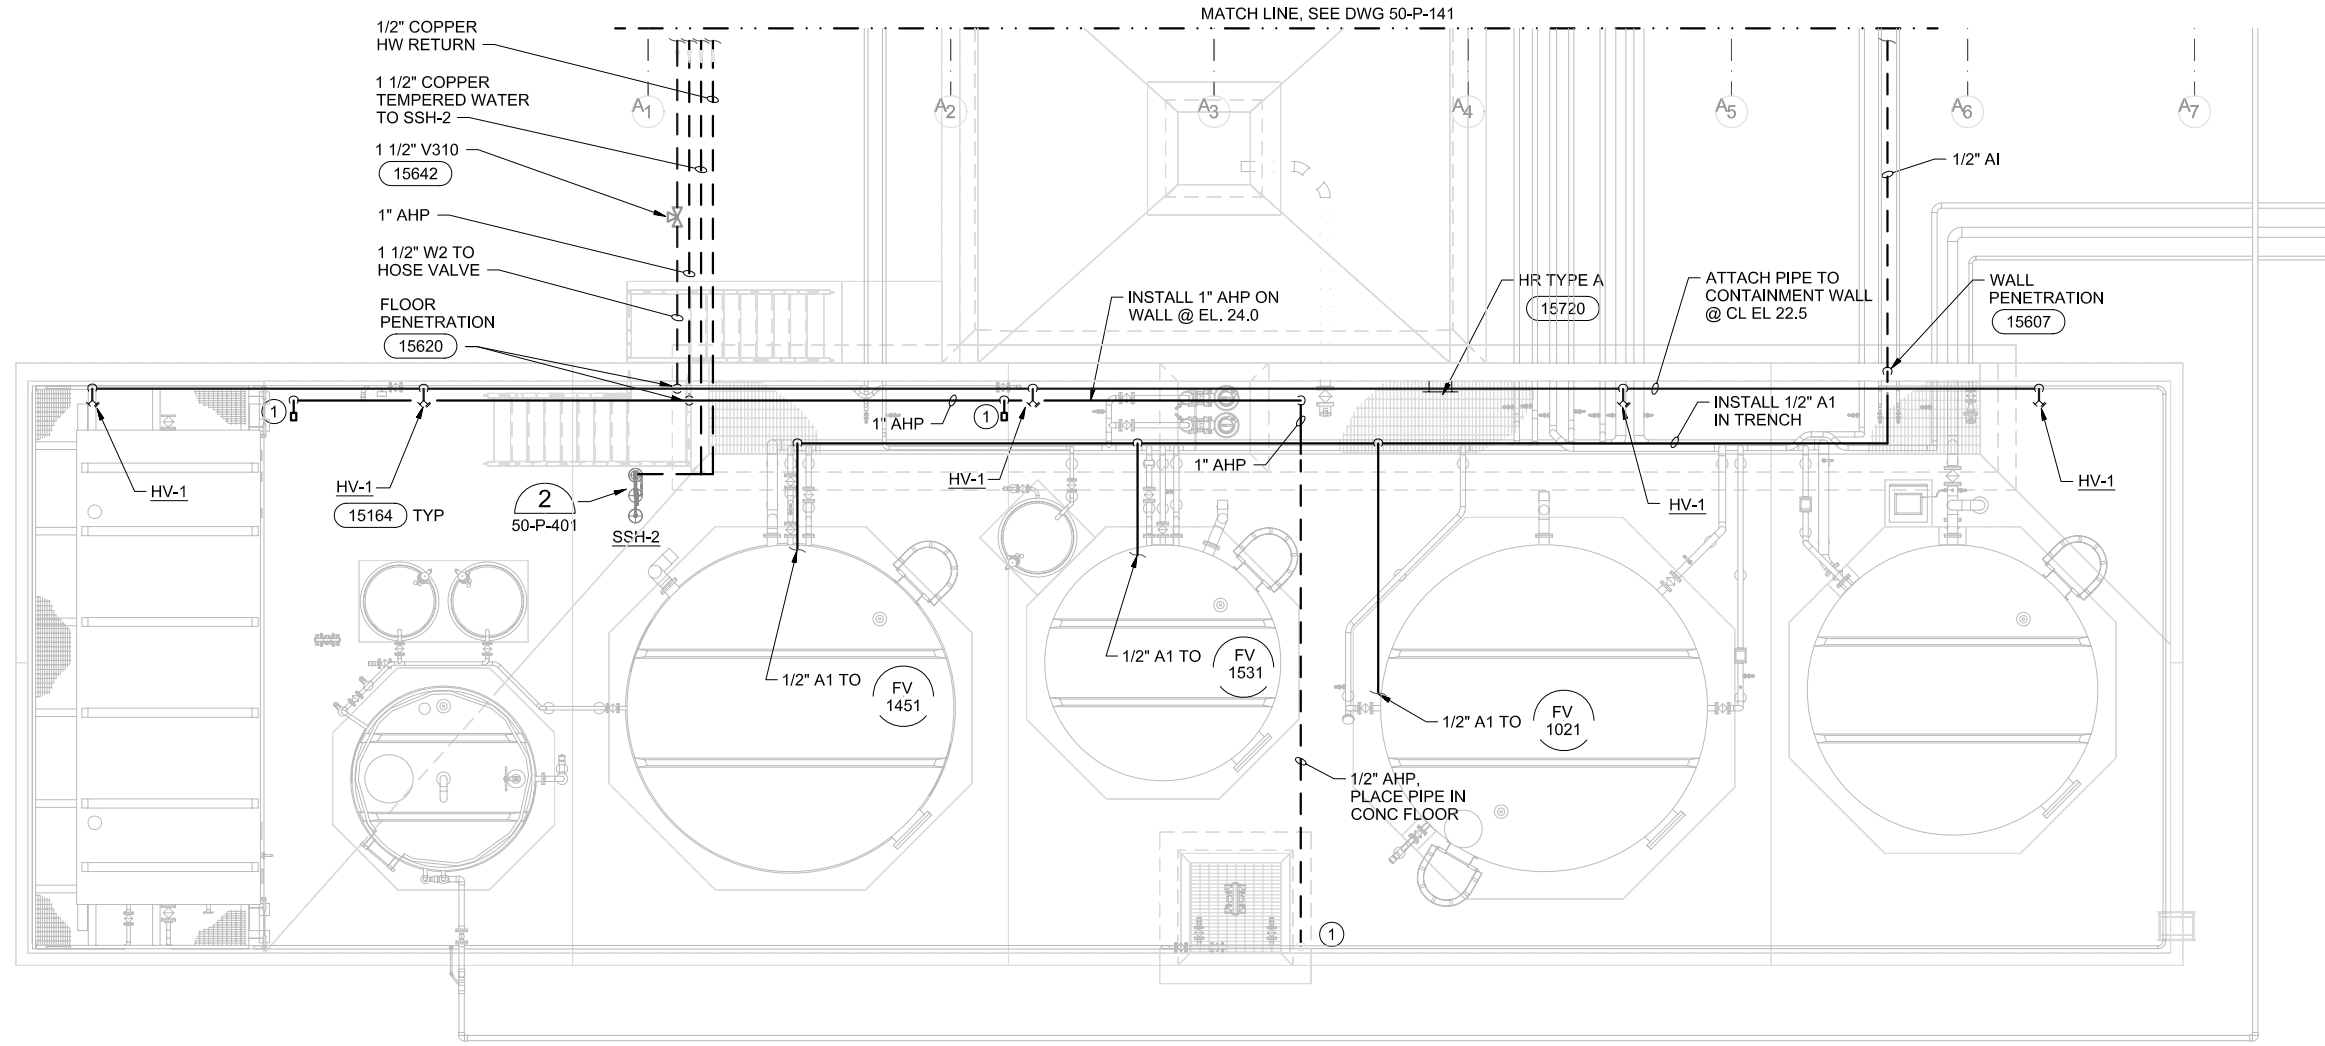 MATCH LINE, SEE DWG 50-P-141
1/2" COPPER
HW RETURN
1 1/2" COPPER
TEMPERED WATER
TO SSH-2
1 1/2" V310
15642
1" AHP
1 1/2" W2 TO
HOSE VALVE
FLOOR
PENETRATION
15620
A1
A2
A3
A4
A5
A6
A7
1/2" AI
INSTALL 1" AHP ON
WALL @ EL. 24.0
HR TYPE A
15720
ATTACH PIPE TO
CONTAINMENT WALL
@ CL EL 22.5
WALL
PENETRATION
15607
1
1" AHP
1
INSTALL 1/2" A1
IN TRENCH
HV-1
HV-1
15164 TYP
2
50-P-401
SSH-2
HV-1
1" AHP
HV-1
HV-1
1/2" A1 TO
FV
1451
1/2" A1 TO
FV
1531
1/2" A1 TO
FV
1021
1/2" AHP,
PLACE PIPE IN
CONC FLOOR
1